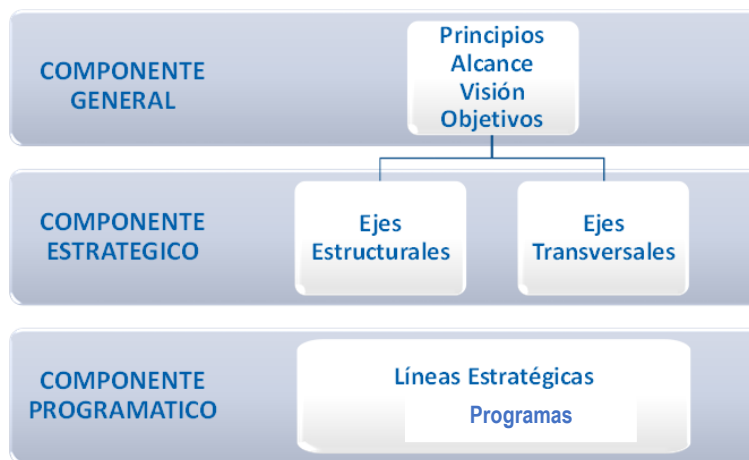 COMPONENTE
GENERAL
Principios
Alcance
Visión
Objetivos
COMPONENTE
ESTRATEGICO
Ejes
Estructurales
Ejes
Transversales
COMPONENTE
PROGRAMATICO
Líneas Estratégicas
Programas